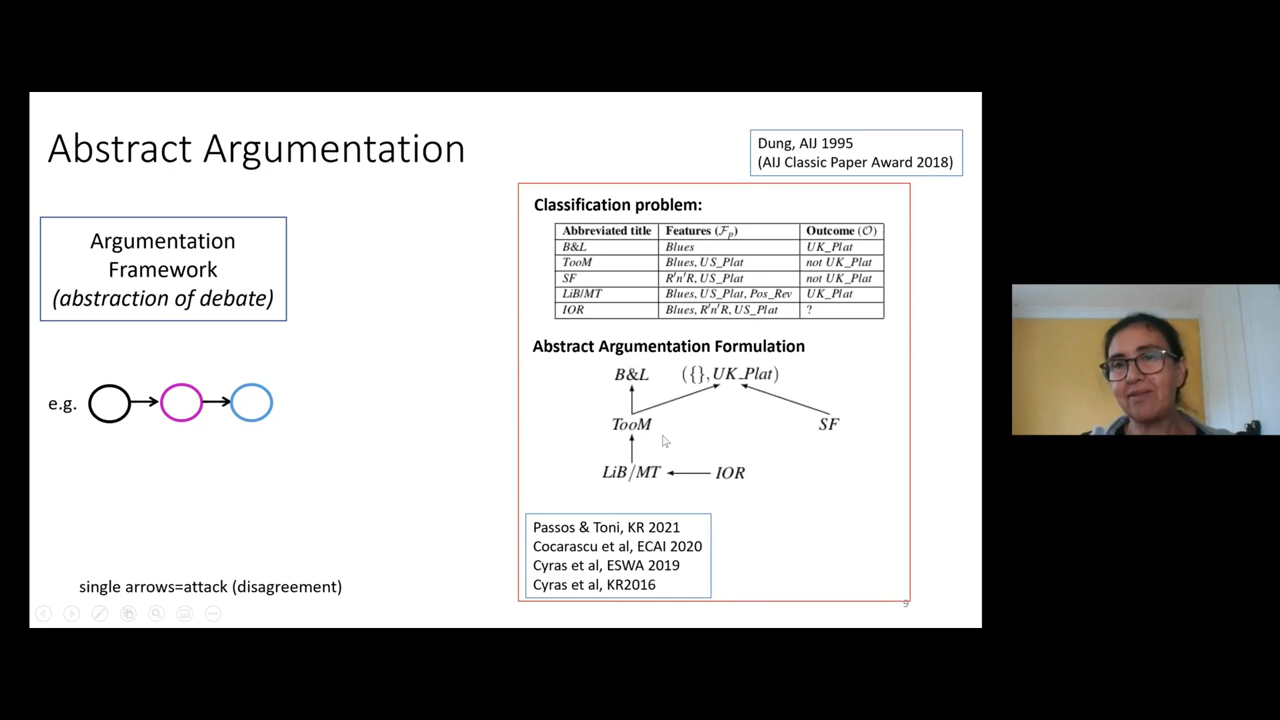 Abstract Argumentation
Dung, AIJ 1995
(AIJ Classic Paper Award 2018)
Argumentation
Framework
(abstraction of debate)
e.g.
single arrows=attack (disagreement)
Classification problem:
Abbreviated title Features (ℱp) Outcome (𝒪)
B&L Blues UK_Plat
TooM Blues, US_Plat not UK_Plat
SF R'n'R, US_Plat not UK_Plat
LiB/MT Blues, US_Plat, Pos_Rev UK_Plat
IOR Blues, R'n'R, US_Plat ?
Abstract Argumentation Formulation
B&L ({}, UK_Plat)
TooM SF
LiB/MT IOR
Passos & Toni, KR 2021
Cocarascu et al, ECAI 2020
Cyras et al, ESWA 2019
Cyras et al, KR2016
9